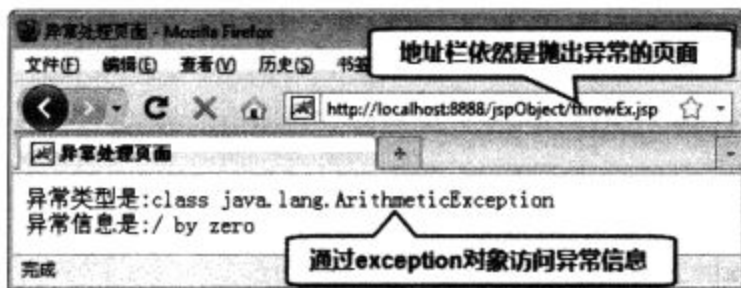 异常处理页面 - Mozilla Firefox
文件(F) 编辑(E) 查看(V) 历史(S) 书签
地址栏依然是抛出异常的页面
http://localhost:8888/jspObject/throwEx.jsp
异常处理页面
异常类型是:class java.lang.ArithmeticException
异常信息是:/ by zero
通过exception对象访问异常信息
完成